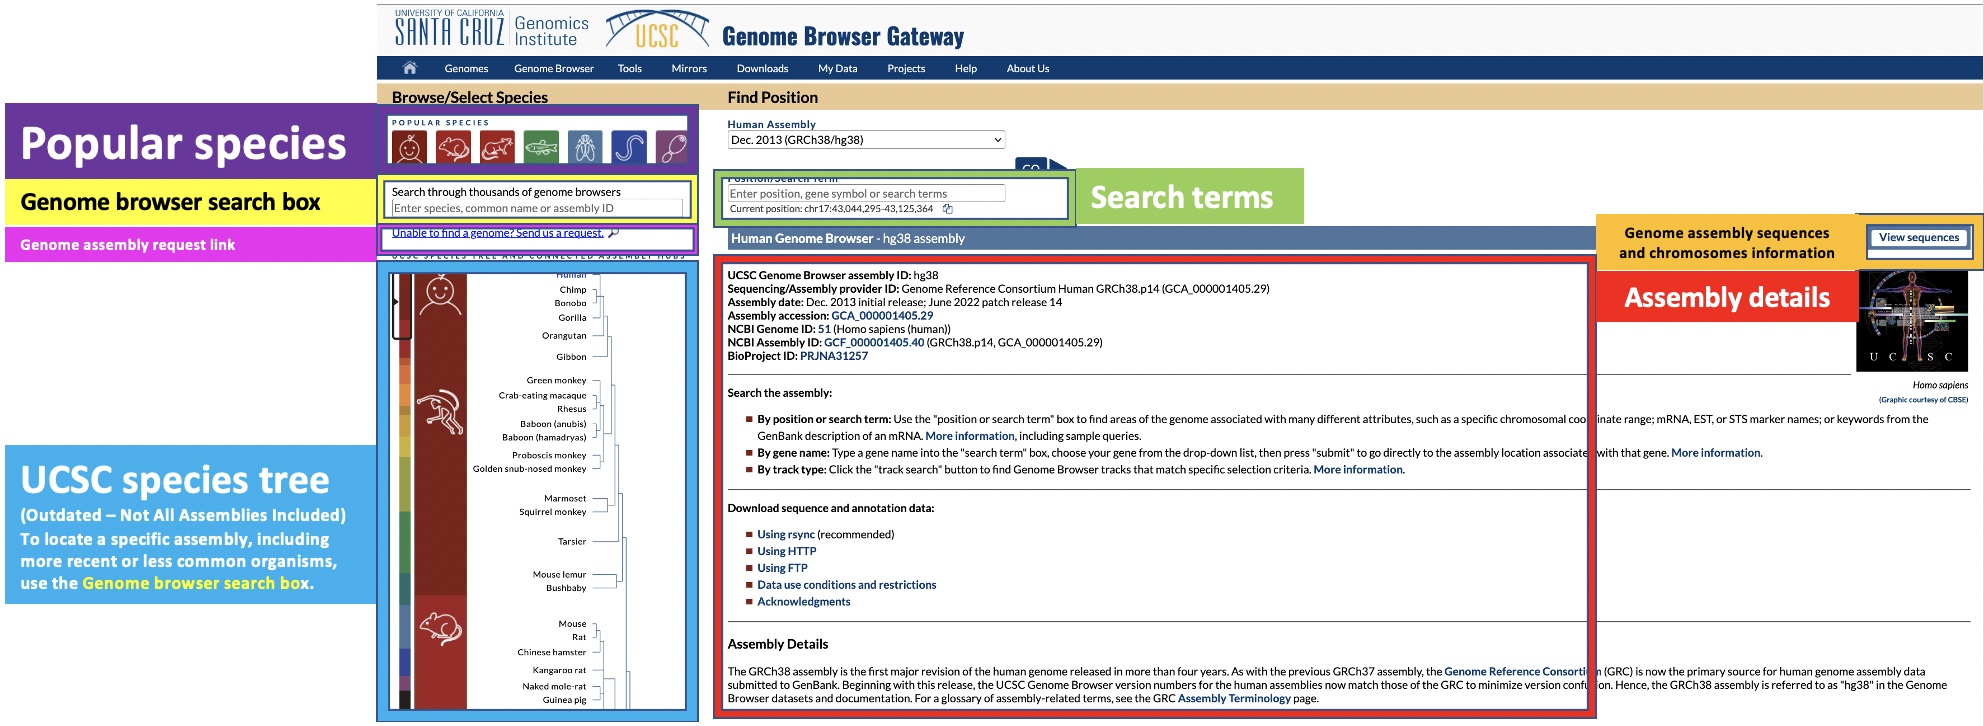 UNIVERSITY OF CALIFORNIA
SANTA CRUZ
Genomics
Institute
UCSC
Genome Browser Gateway
Genomes
Genome Browser
Tools
Mirrors
Downloads
My Data
Projects
Help
About Us
Browse/Select Species
Find Position
Popular species
POPULAR SPECIES
Human Assembly
Dec. 2013 (GRCh38/hg38)
GO
Genome browser search box
Search through thousands of genome browsers
Enter species, common name or assembly ID
Position/Search Term
Enter position, gene symbol or search terms
Current position: chr17:43,044,295-43,125,364
Search terms
Genome assembly request link
Unable to find a genome? Send us a request.
Human Genome Browser - hg38 assembly
Genome assembly sequences
and chromosomes information
View sequences
UCSC SPECIES TREE AND CONNECTED ASSEMBLY HUBS
Human
Chimp
Bonobo
Gorilla
Orangutan
Gibbon
Green monkey
Crab-eating macaque
Rhesus
Baboon (anubis)
Baboon (hamadryas)
Proboscis monkey
Golden snub-nosed monkey
Marmoset
Squirrel monkey
Tarsier
Mouse lemur
Bushbaby
Mouse
Rat
Chinese hamster
Kangaroo rat
Naked mole-rat
Guinea pig
UCSC species tree
(Outdated – Not All Assemblies Included)
To locate a specific assembly, including
more recent or less common organisms,
use the Genome browser search box.
Assembly details
UCSC Genome Browser assembly ID: hg38
Sequencing/Assembly provider ID: Genome Reference Consortium Human GRCh38.p14 (GCA_000001405.29)
Assembly date: Dec. 2013 initial release; June 2022 patch release 14
Assembly accession: GCA_000001405.29
NCBI Genome ID: 51 (Homo sapiens (human))
NCBI Assembly ID: GCF_000001405.40 (GRCh38.p14, GCA_000001405.29)
BioProject ID: PRJNA31257
U C S C
Homo sapiens
(Graphic courtesy of CBSE)
Search the assembly:
By position or search term: Use the "position or search term" box to find areas of the genome associated with many different attributes, such as a specific chromosomal coordinate range; mRNA, EST, or STS marker names; or keywords from the
GenBank description of an mRNA. More information, including sample queries.
By gene name: Type a gene name into the "search term" box, choose your gene from the drop-down list, then press "submit" to go directly to the assembly location associated with that gene. More information.
By track type: Click the "track search" button to find Genome Browser tracks that match specific selection criteria. More information.
Download sequence and annotation data:
Using rsync (recommended)
Using HTTP
Using FTP
Data use conditions and restrictions
Acknowledgments
Assembly Details
The GRCh38 assembly is the first major revision of the human genome released in more than four years. As with the previous GRCh37 assembly, the Genome Reference Consortium (GRC) is now the primary source for human genome assembly data
submitted to GenBank. Beginning with this release, the UCSC Genome Browser version numbers for the human assemblies now match those of the GRC to minimize version confusion. Hence, the GRCh38 assembly is referred to as "hg38" in the Genome
Browser datasets and documentation. For a glossary of assembly-related terms, see the GRC Assembly Terminology page.